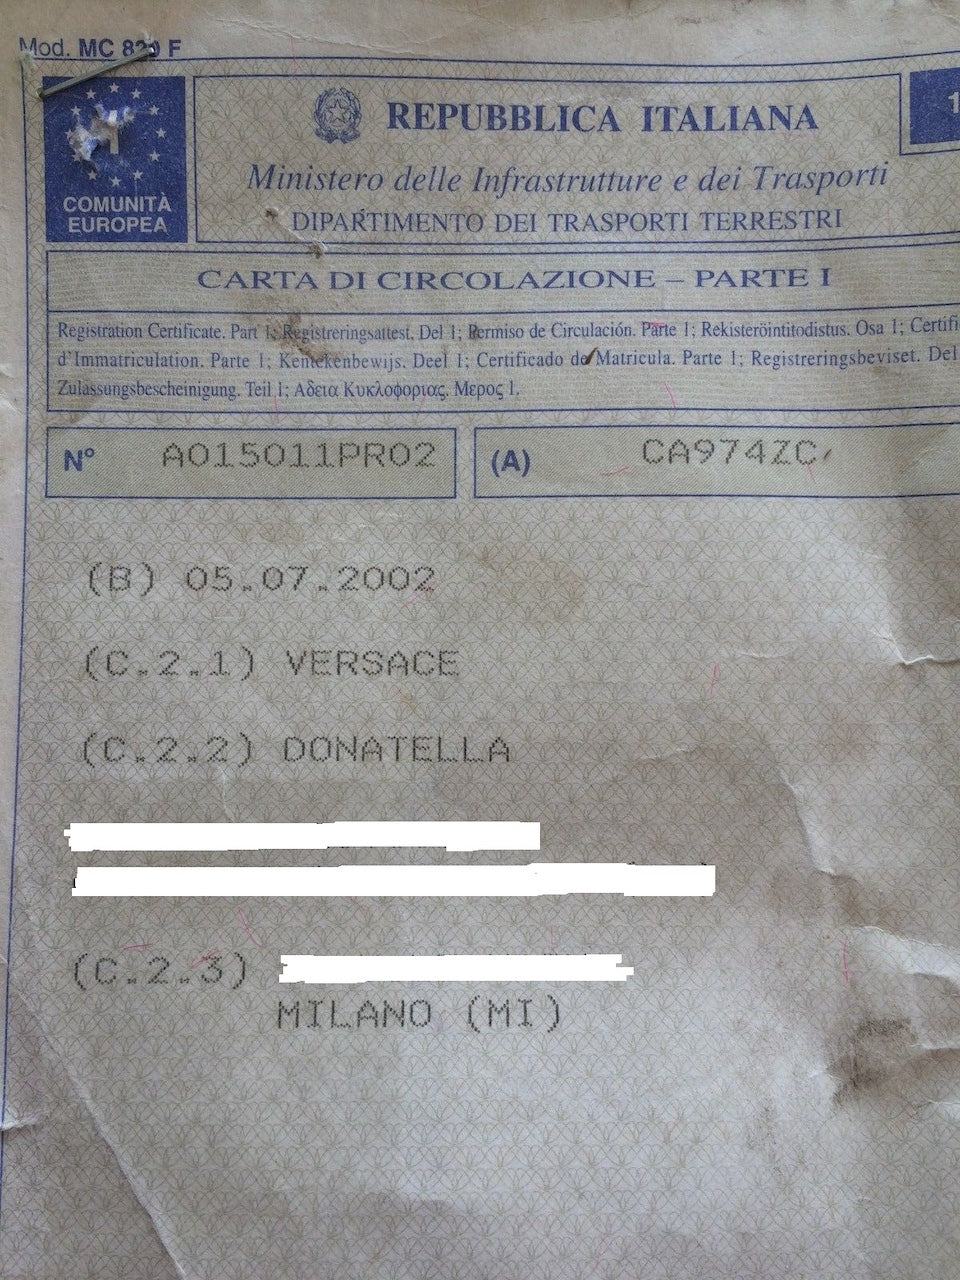 Mod. MC 820 F
COMUNITÀ
EUROPEA
REPUBBLICA ITALIANA
Ministero delle Infrastrutture e dei Trasporti
DIPARTIMENTO DEI TRASPORTI TERRESTRI
1
CARTA DI CIRCOLAZIONE – PARTE I
Registration Certificate. Part 1; Registreringsattest. Del 1; Permiso de Circulación. Parte 1; Rekisteröintitodistus. Osa 1;
d'Immatriculation. Parte 1; Kentekenbewijs. Deel 1; Certificado de Matricula. Parte 1; Registreringsbeviset. Del
Zulassungsbescheinigung. Teil 1; Αδεια Κυκλοφοριας. Μερος 1.
N° A015011PR02
(A) CA974ZC
(B) 05.07.2002
(C.2.1) VERSACE
(C.2.2) DONATELLA
(C.2.3)
MILANO (MI)